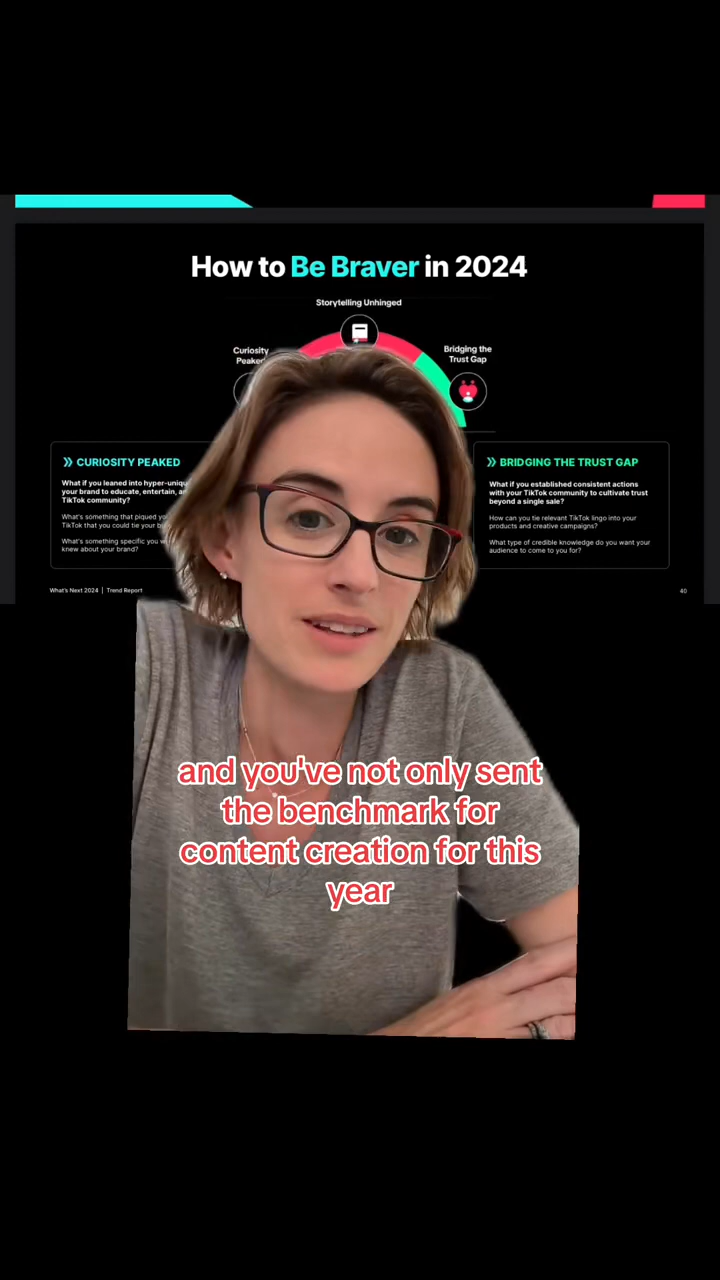 How to Be Braver in 2024
Storytelling Unhinged
Curiosity
Peaked
Bridging the
Trust Gap
CURIOSITY PEAKED
What if you leaned into hyper-
your brand to educate, entertain,
TikTok community?
What's something that piqued
TikTok that you could tie your
What's something specific you
knew about your brand?
BRIDGING THE TRUST GAP
What if you established consistent actions
with your TikTok community to cultivate trust
beyond a single sale?
How can you tie relevant TikTok lingo into your
products and creative campaigns?
What type of credible knowledge do you want your
audience to come to you for?
What's Next 2024 | Trend Report
40
and you've not only sent
the benchmark for
content creation for this
year